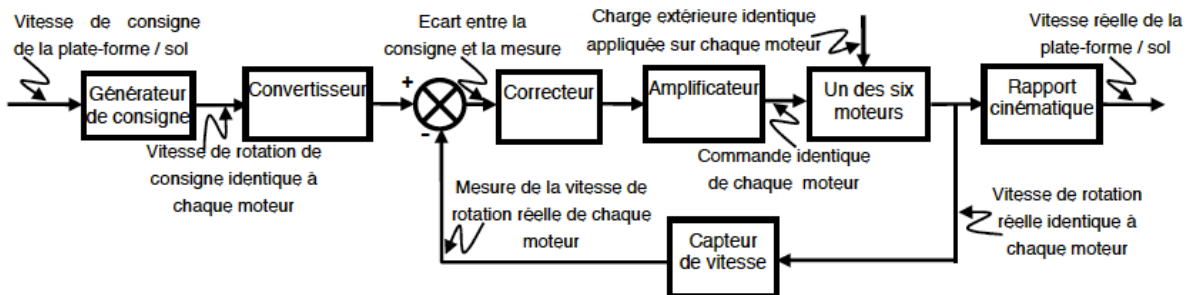 Vitesse de consigne
de la plate-forme / sol
Ecart entre la
consigne et la mesure
Charge extérieure identique
appliquée sur chaque moteur
Vitesse réelle de la
plate-forme / sol
Générateur
de consigne
Convertisseur
+
-
Correcteur
Amplificateur
Un des six
moteurs
Rapport
cinématique
Vitesse de rotation de
consigne identique à
chaque moteur
Commande identique
de chaque moteur
Mesure de la vitesse de
rotation réelle de chaque
moteur
Capteur
de vitesse
Vitesse de rotation
réelle identique à
chaque moteur